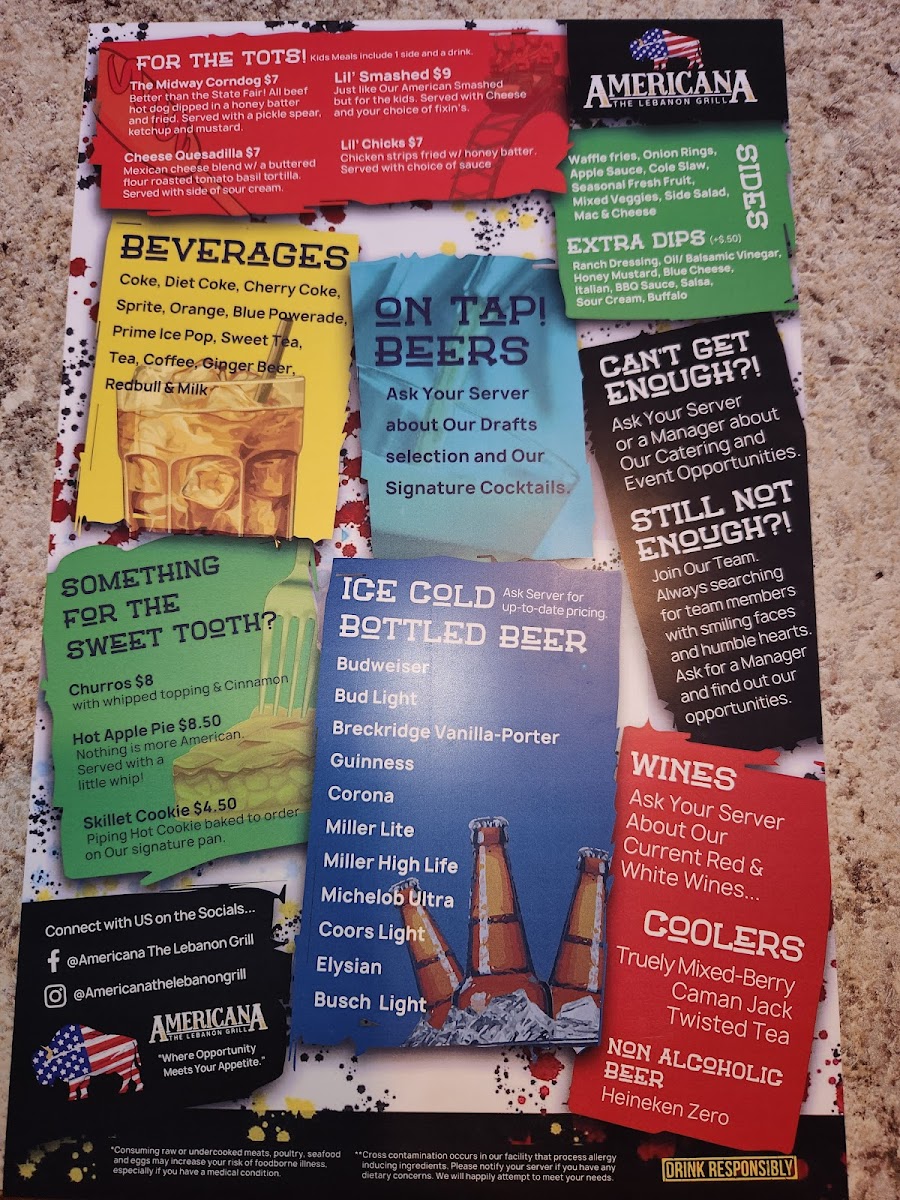 FOR THE TOTS! Kids Meals include 1 side and a drink.
The Midway Corndog $7
Better than the State Fair! All beef
hot dog dipped in a honey batter
and fried. Served with a pickle spear,
ketchup and mustard.
Cheese Quesadilla $7
Mexican cheese blend w/ a buttered
flour roasted tomato basil tortilla.
Served with side of sour cream.
Lil' Smashed $9
Just like Our American Smashed
but for the kids. Served with Cheese
and your choice of fixin's.
Lil' Chicks $7
Chicken strips fried w/ honey batter.
Served with choice of sauce
AMERICANA
THE LEBANON GRILL
SIDES
Waffle fries, Onion Rings,
Apple Sauce, Cole Slaw,
Seasonal Fresh Fruit,
Mixed Veggies, Side Salad,
Mac & Cheese
EXTRA DIPS (+$.50)
Ranch Dressing, Oil/ Balsamic Vinegar,
Honey Mustard, Blue Cheese,
Italian, BBQ Sauce, Salsa,
Sour Cream, Buffalo
BEVERAGES
Coke, Diet Coke, Cherry Coke,
Sprite, Orange, Blue Powerade,
Prime Ice Pop, Sweet Tea,
Tea, Coffee, Ginger Beer,
Redbull & Milk
ON TAP!
BEERS
Ask Your Server
about Our Drafts
selection and Our
Signature Cocktails.
CAN'T GET
ENOUGH?!
Ask Your Server
or a Manager about
Our Catering and
Event Opportunities.
STILL NOT
ENOUGH?!
Join Our Team.
Always searching
for team members
with smiling faces
and humble hearts.
Ask for a Manager
and find out our
opportunities.
SOMETHING
FOR THE
SWEET TOOTH?
Churros $8
with whipped topping & Cinnamon
Hot Apple Pie $8.50
Nothing is more American.
Served with a
little whip!
Skillet Cookie $4.50
Piping Hot Cookie baked to order
on Our signature pan.
ICE COLD
BOTTLED BEER
Ask Server for
up-to-date pricing.
Budweiser
Bud Light
Breckridge Vanilla-Porter
Guinness
Corona
Miller Lite
Miller High Life
Michelob Ultra
Coors Light
Elysian
Busch Light
WINES
Ask Your Server
About Our
Current Red &
White Wines...
COOLERS
Truely Mixed-Berry
Caman Jack
Twisted Tea
NON ALCOHOLIC
BEER
Heineken Zero
Connect with US on the Socials...
@Americana The Lebanon Grill
@Americanathelebanongrill
AMERICANA
THE LEBANON GRILL
"Where Opportunity
Meets Your Appetite."
*Consuming raw or undercooked meats, poultry, seafood
and eggs may increase your risk of foodborne illness,
especially if you have a medical condition.
**Cross contamination occurs in our facility that process allergy
inducing ingredients. Please notify your server if you have any
dietary concerns. We will happily attempt to meet your needs.
DRINK RESPONSIBLY